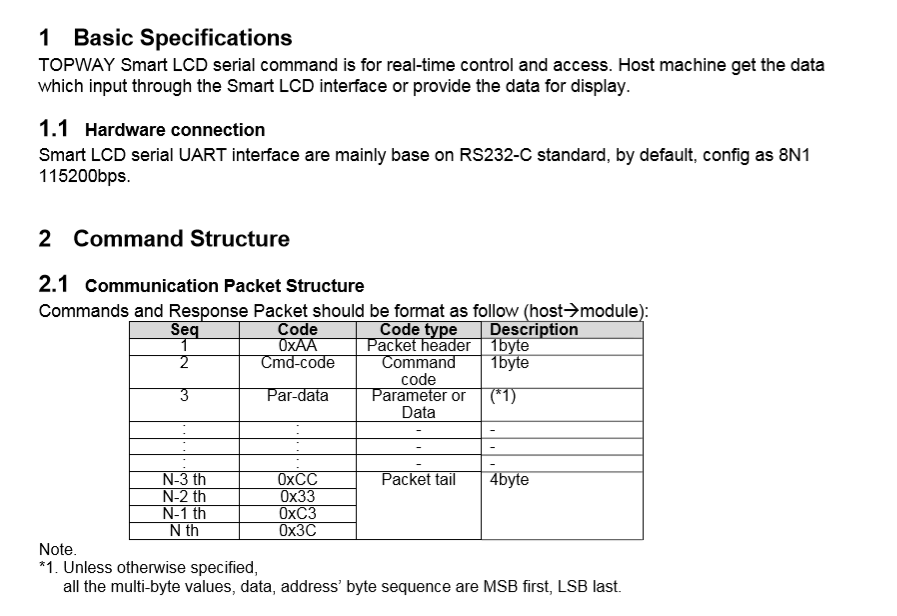 1 Basic Specifications
TOPWAY Smart LCD serial command is for real-time control and access. Host machine get the data
which input through the Smart LCD interface or provide the data for display.
1.1 Hardware connection
Smart LCD serial UART interface are mainly base on RS232-C standard, by default, config as 8N1
115200bps.
2 Command Structure
2.1 Communication Packet Structure
Commands and Response Packet should be format as follow (host→module):
Seq Code Code type Description
1 0xAA Packet header 1byte
2 Cmd-code Command 1byte
code
3 Par-data Parameter or (*1)
Data
: : - -
: : - -
: : - -
N-3 th 0xCC Packet tail 4byte
N-2 th 0x33
N-1 th 0xC3
N th 0x3C
Note.
*1. Unless otherwise specified,
all the multi-byte values, data, address’ byte sequence are MSB first, LSB last.